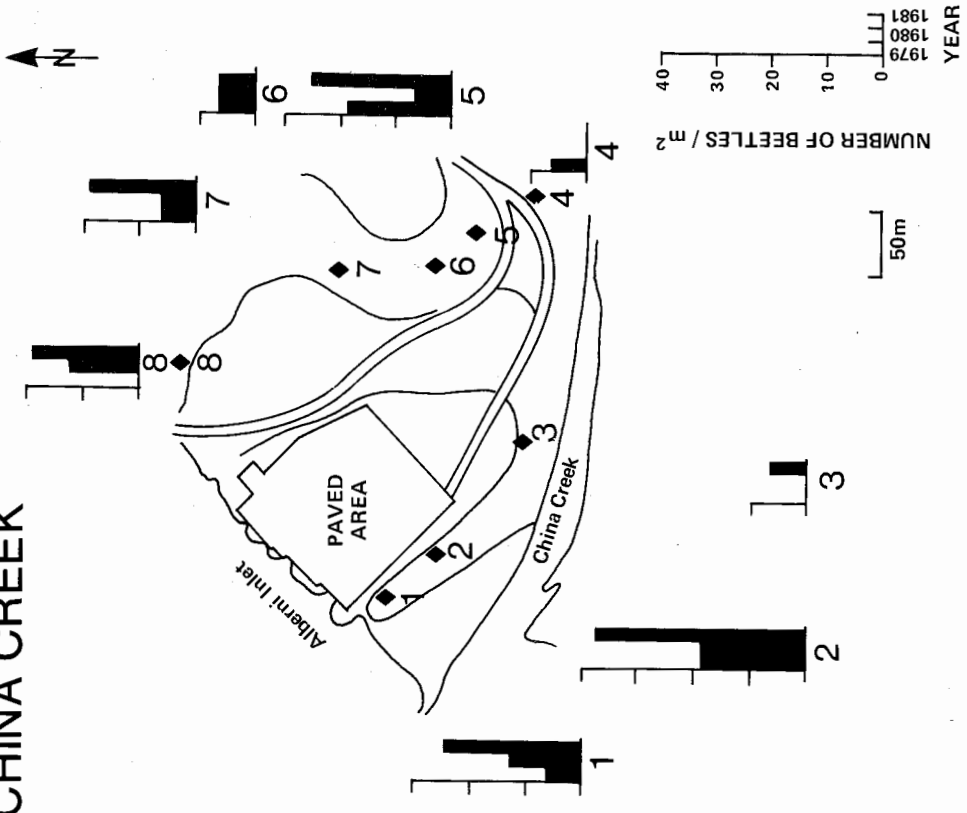 CHINA CREEK
N
8
7
6
5
4
3
2
1
8
7
6
5
4
3
2
1
PAVED
AREA
Alberni Inlet
China Creek
50m
NUMBER OF BEETLES / m²
40
30
20
10
0
1979
1980
1981
YEAR